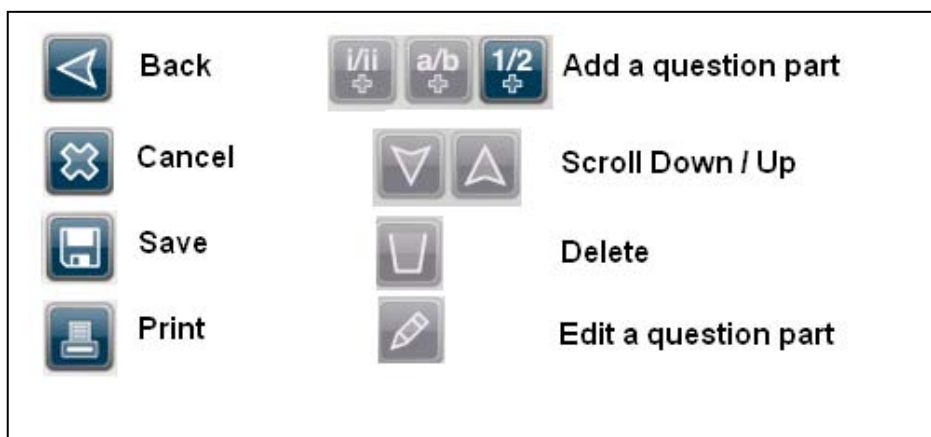 Back
i/ii a/b 1/2 Add a question part
Cancel
Scroll Down / Up
Save
Delete
Print
Edit a question part